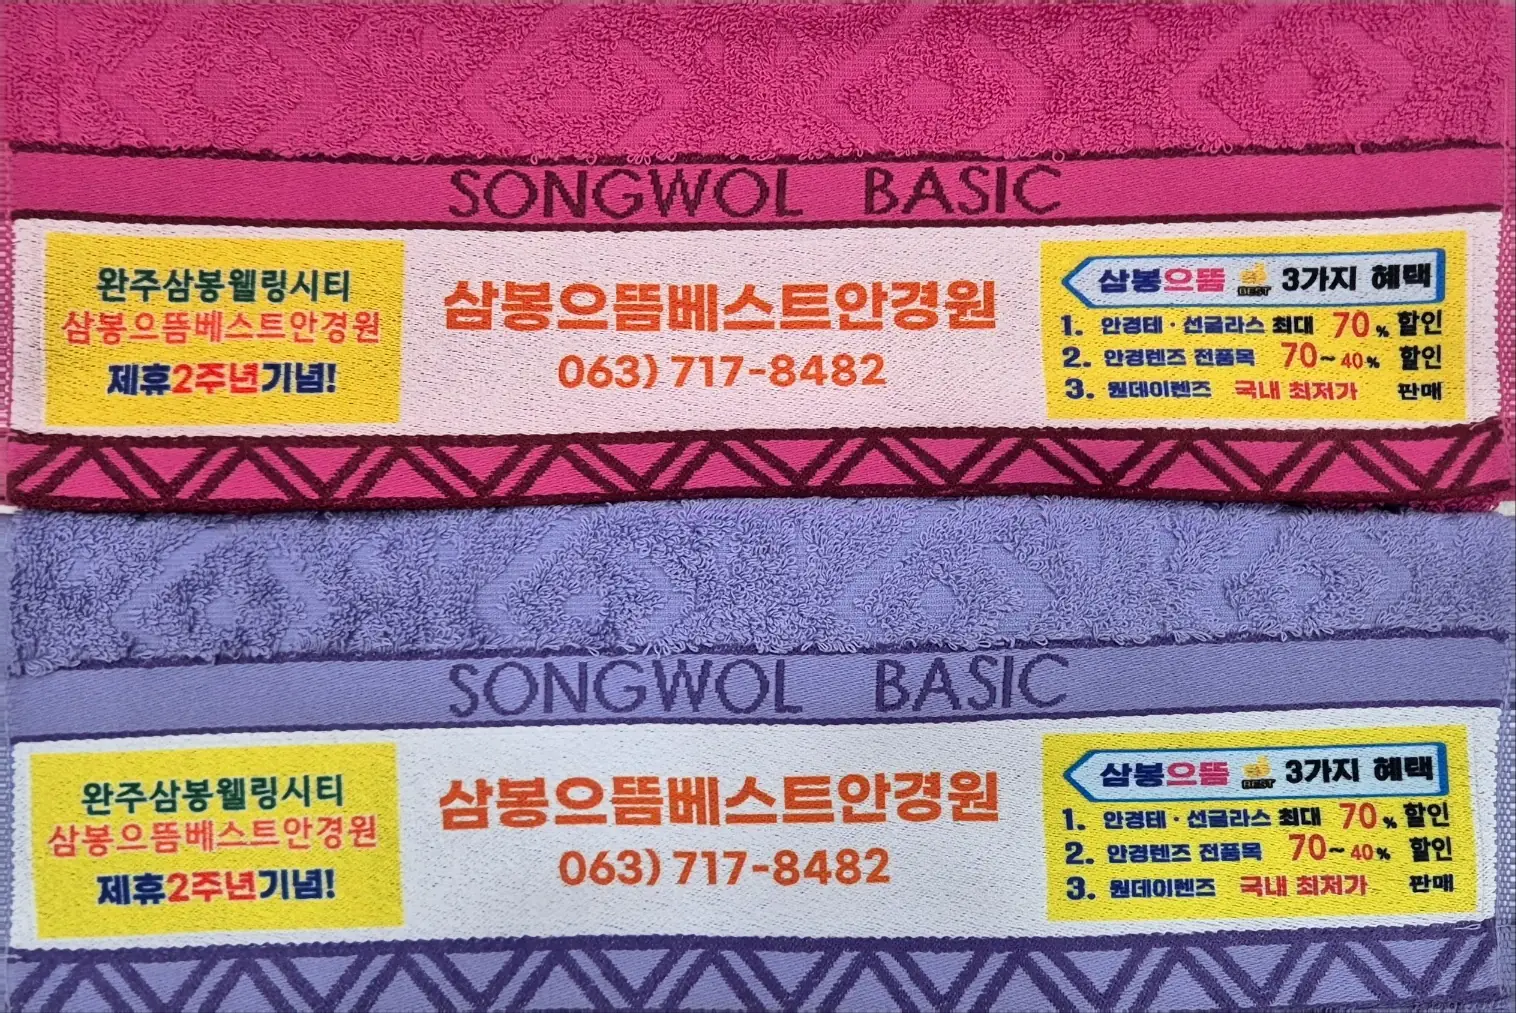 SONGWOL BASIC
완주삼봉웰링시티
삼봉으뜸베스트안경원
제휴2주년기념!
삼봉으뜸베스트안경원
063) 717-8482
삼봉으뜸 BEST 3가지 혜택
1. 안경테 · 선글라스 최대 70% 할인
2. 안경렌즈 전품목 70~40% 할인
3. 원데이렌즈 국내 최저가 판매
SONGWOL BASIC
완주삼봉웰링시티
삼봉으뜸베스트안경원
제휴2주년기념!
삼봉으뜸베스트안경원
063) 717-8482
삼봉으뜸 BEST 3가지 혜택
1. 안경테 · 선글라스 최대 70% 할인
2. 안경렌즈 전품목 70~40% 할인
3. 원데이렌즈 국내 최저가 판매